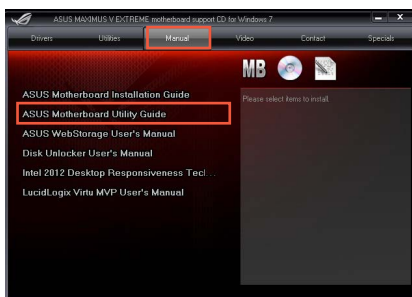 ASUS MAXIMUS V EXTREME motherboard support CD for Windows 7
Drivers Utilities Manual Video Contact Specials
MB
ASUS Motherboard Installation Guide
Please select items to install.
ASUS Motherboard Utility Guide
ASUS WebStorage User's Manual
Disk Unlocker User's Manual
Intel 2012 Desktop Responsiveness Tecl...
LucidLogix Virtu MVP User's Manual